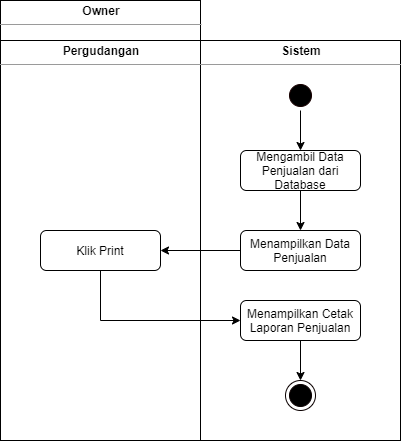 Owner
Pergudangan
Sistem
Mengambil Data
Penjualan dari
Database
Klik Print
Menampilkan Data
Penjualan
Menampilkan Cetak
Laporan Penjualan